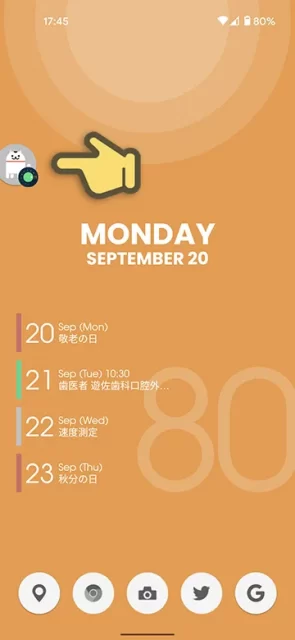 17:45
80%
MONDAY
SEPTEMBER 20
20 Sep (Mon)
敬老の日
21 Sep (Tue) 10:30
歯医者 遊佐歯科口腔外…
22 Sep (Wed)
速度測定
23 Sep (Thu)
秋分の日
80
G